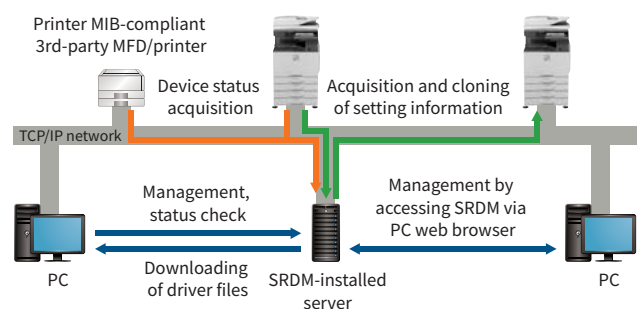 Printer MIB-compliant
3rd-party MFD/printer
Device status
acquisition
Acquisition and cloning
of setting information
TCP/IP network
Management,
status check
Management by
accessing SRDM via
PC web browser
Downloading
of driver files
PC
SRDM-installed
server
PC